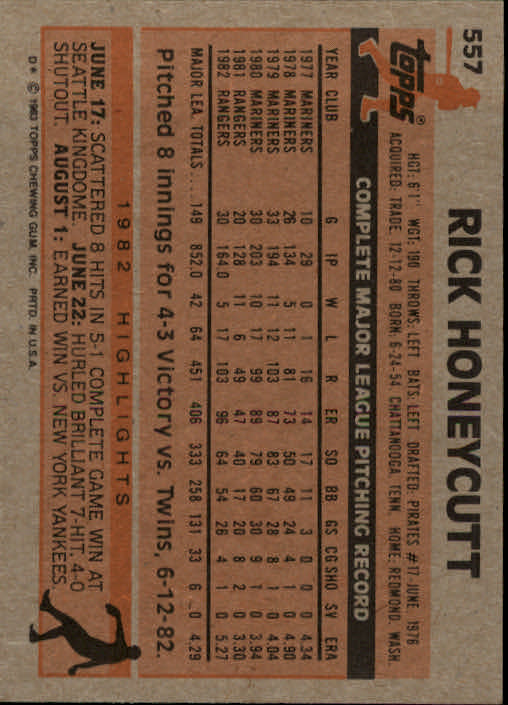 557
topps®
RICK HONEYCUTT
HGT: 6'1" WGT: 190 THROWS: LEFT BATS: LEFT DRAFTED: PIRATES #17-JUNE 1976
ACQUIRED: TRADE, 12-12-80 BORN: 6-24-54, CHATTANOOGA, TENN. HOME: REDMOND, WASH.
COMPLETE MAJOR LEAGUE PITCHING RECORD
YEAR CLUB G IP W L R ER SO BB GS CG SHO SV ERA
1977 MARINERS 10 29 0 1 16 14 17 11 3 0 0 0 4.34
1978 MARINERS 26 134 5 11 81 73 50 49 24 4 1 0 4.90
1979 MARINERS 33 194 11 12 103 87 83 67 28 8 1 0 4.04
1980 MARINERS 30 203 10 17 99 89 79 60 30 9 1 0 3.94
1981 RANGERS 20 128 11 6 49 47 40 17 20 8 2 0 3.30
1982 RANGERS 30 164.0 5 17 103 96 64 54 26 4 1 0 5.27
MAJOR LEA. TOTALS.... 149 852.0 42 64 451 406 333 258 131 33 6 0 4.29
Pitched 8 innings for 4-3 Victory vs. Twins, 6-12-82.
1982 HIGHLIGHTS
JUNE 17: SCATTERED 8 HITS IN 5-1 COMPLETE GAME WIN AT
SEATTLE KINGDOME. JUNE 22: HURLED BRILLIANT 7-HIT, 4-0
SHUTOUT. AUGUST 1: EARNED WIN VS. NEW YORK YANKEES.
D* © 1983 TOPPS CHEWING GUM, INC. PRTD. IN U.S.A.